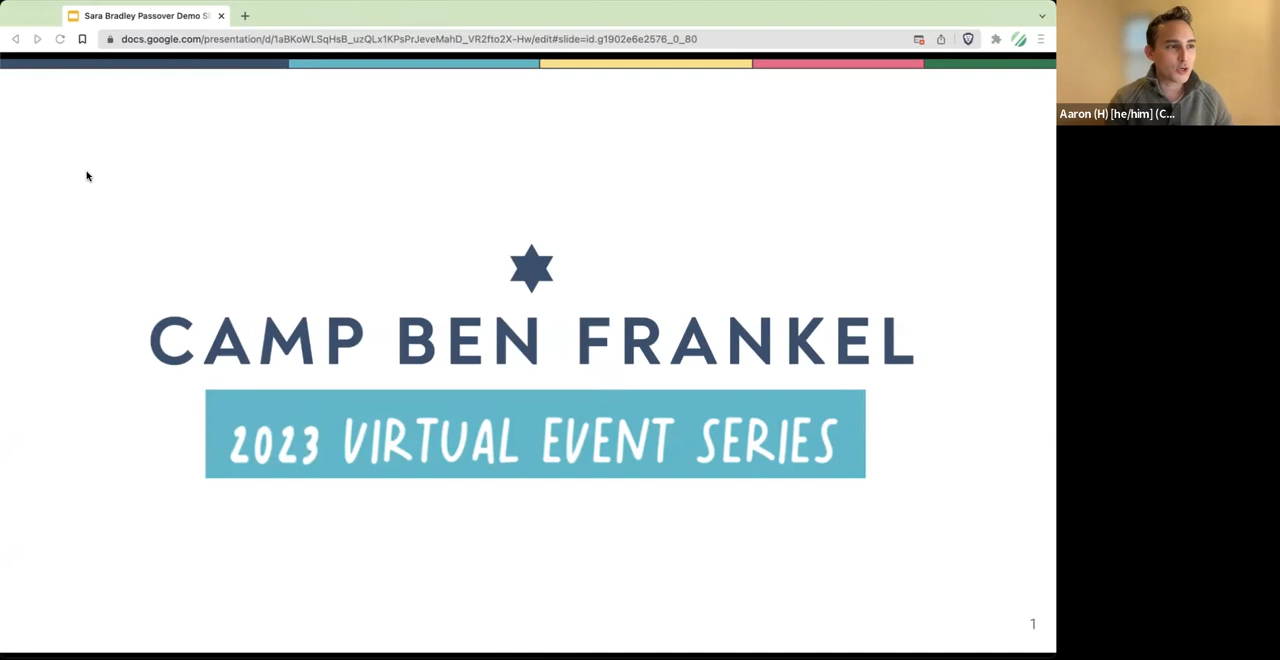 Sara Bradley Passover Demo Sl
docs.google.com/presentation/d/1aBKoWLSqHsB_uzQLx1KPsPrJeveMahD_VR2fto2X-Hw/edit#slide=id.g1902e6e2576_0_80
Aaron (H) [he/him] (C...
CAMP BEN FRANKEL
2023 VIRTUAL EVENT SERIES
1